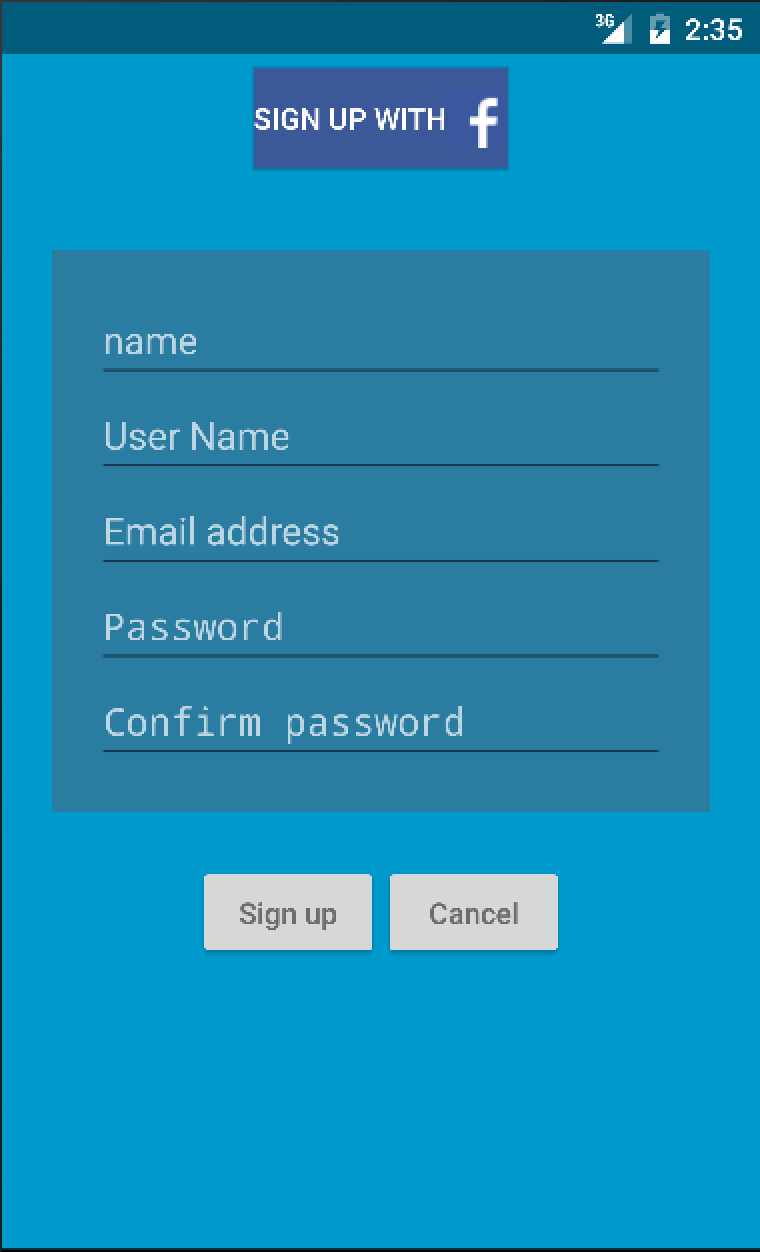 3G 2:35
SIGN UP WITH f
name
User Name
Email address
Password
Confirm password
Sign up Cancel